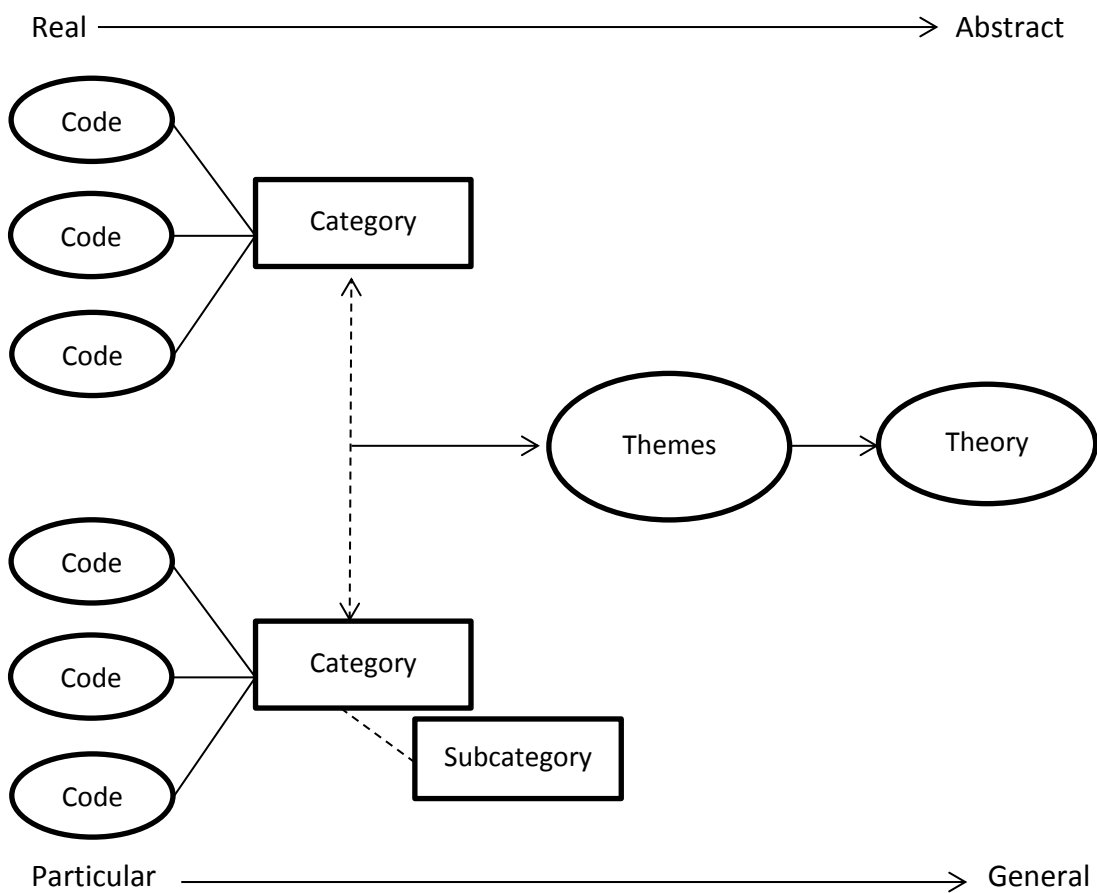 Real Abstract
Code
Category
Code
Code
Themes Theory
Code
Category
Code
Subcategory
Code
Particular General